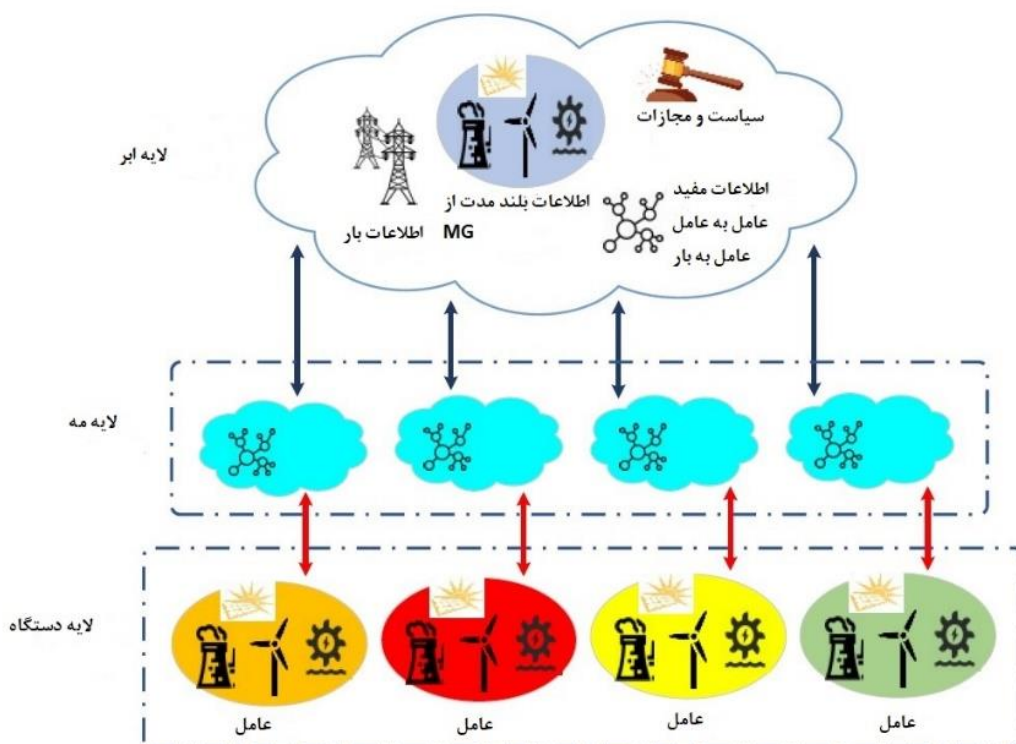 سیاست و مجازات
لایه ابر
اطلاعات بلند مدت از
MG
اطلاعات بار
اطلاعات مفید
عامل به عامل
عامل به بار
لایه مه
لایه دستگاه
عامل
عامل
عامل
عامل